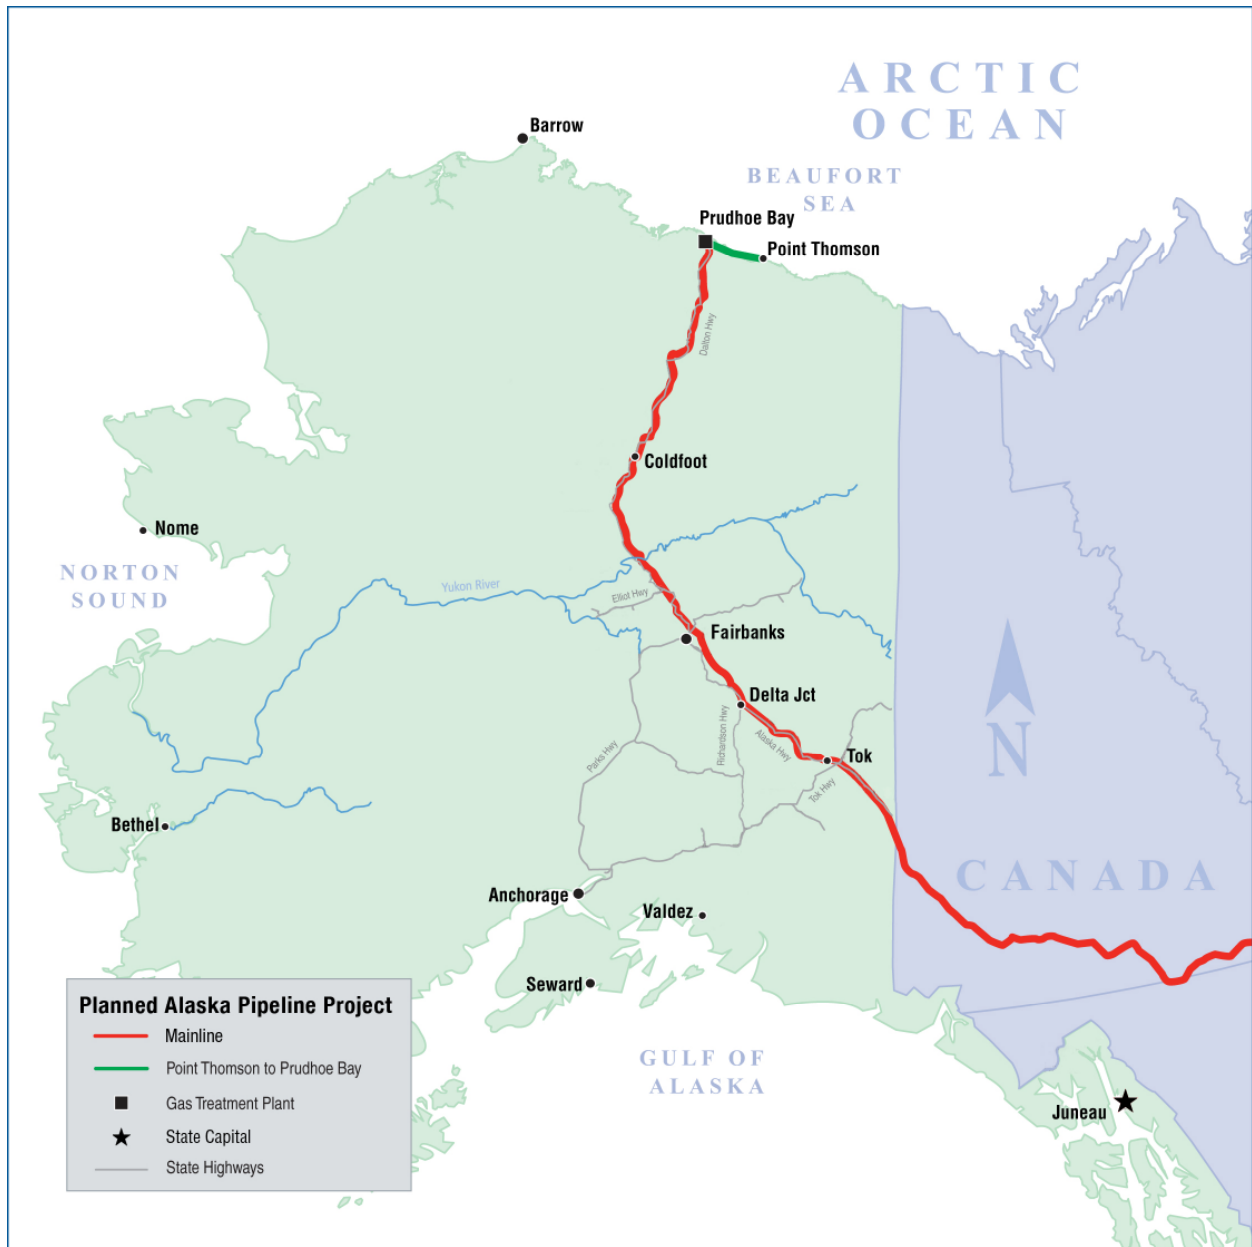 ARCTIC
OCEAN
Barrow
BEAUFORT
SEA
Prudhoe Bay
Point Thomson
Dalton Hwy
Coldfoot
Nome
NORTON
SOUND
Yukon River
Elliot Hwy
Fairbanks
Delta Jct
Richardson Hwy
Parks Hwy
Alaska Hwy
Tok
Tok Hwy
N
Bethel
CANADA
Anchorage
Valdez
Seward
GULF OF
ALASKA
Juneau
Planned Alaska Pipeline Project
Mainline
Point Thomson to Prudhoe Bay
Gas Treatment Plant
State Capital
State Highways